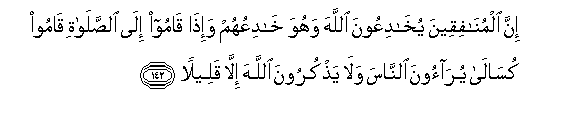 إِنَّ ٱلْمُنَـٰفِقِينَ يُخَـٰدِعُونَ ٱللَّهَ وَهُوَ خَـٰدِعُهُمْ وَإِذَا قَامُوٓا۟ إِلَى ٱلصَّلَوٰةِ قَامُوا۟
كُسَالَىٰ يُرَآءُونَ ٱلنَّاسَ وَلَا يَذْكُرُونَ ٱللَّهَ إِلَّا قَلِيلًا ١٤٢